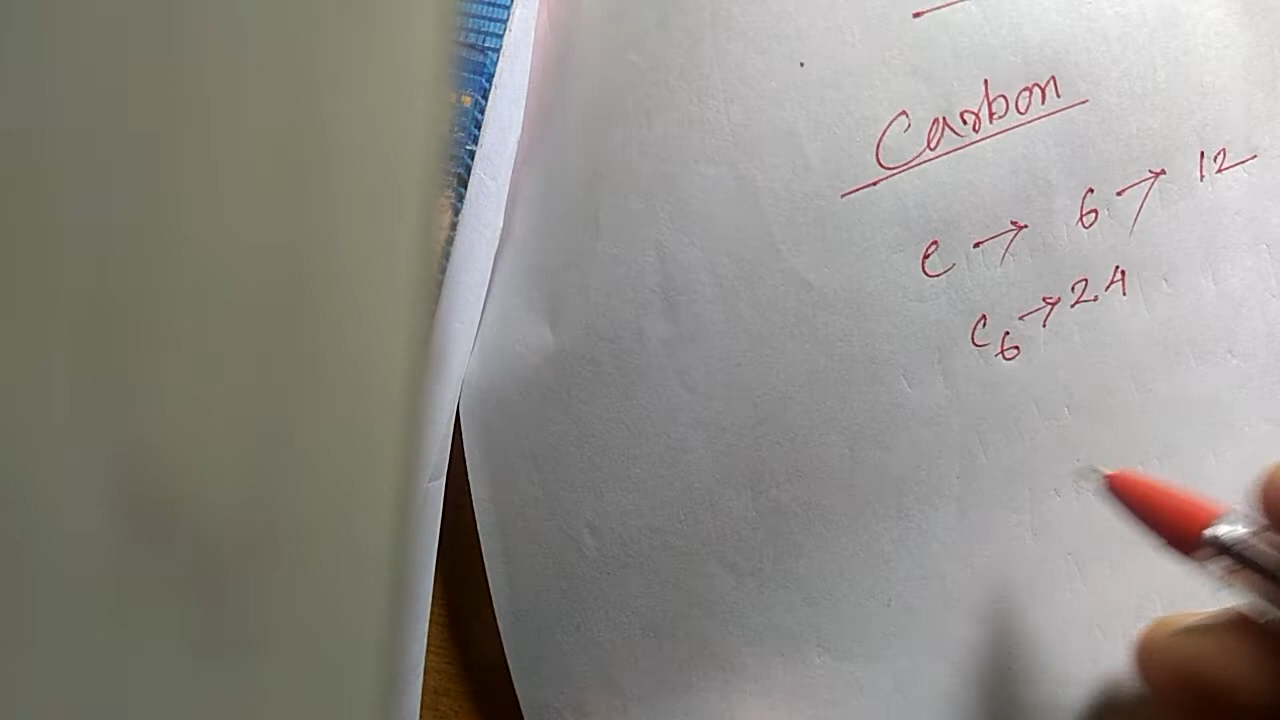 Carbon
C → 6 → 12
C₆ → 24